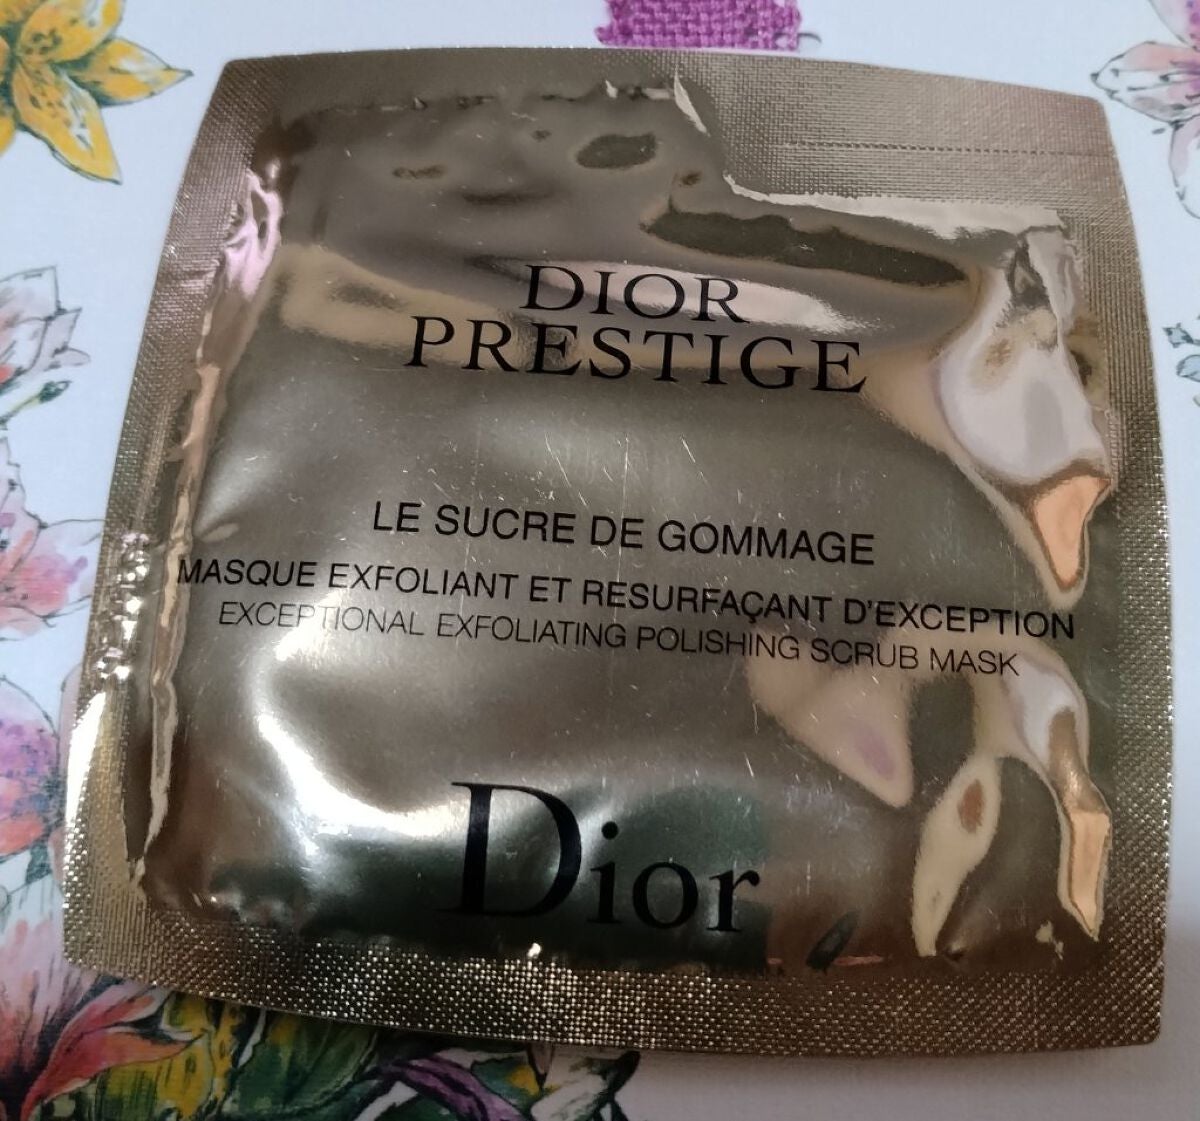 DIOR
PRESTIGE
LE SUCRE DE GOMMAGE
MASQUE EXFOLIANT ET RESURFAÇANT D'EXCEPTION
EXCEPTIONAL EXFOLIATING POLISHING SCRUB MASK
Dior